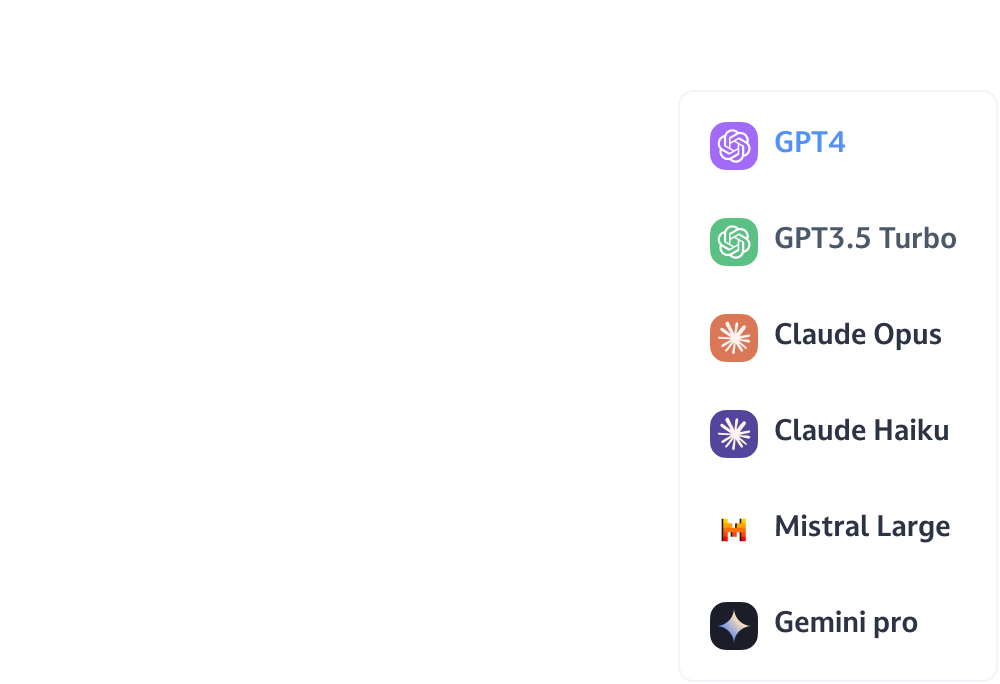 GPT4
GPT3.5 Turbo
Claude Opus
Claude Haiku
Mistral Large
Gemini pro